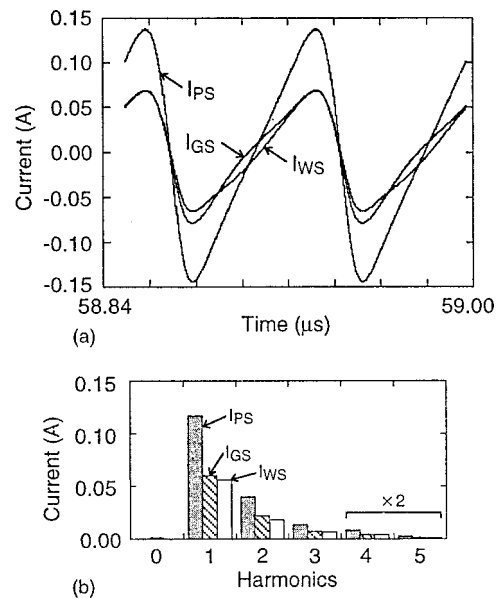 0.15
0.10
0.05
0.00
-0.05
-0.10
-0.15
Current (A)
IPS
IGS
IWS
58.84
59.00
Time (μs)
(a)
0.15
0.10
0.05
0.00
Current (A)
IPS
IGS
IWS
×2
0 1 2 3 4 5
Harmonics
(b)